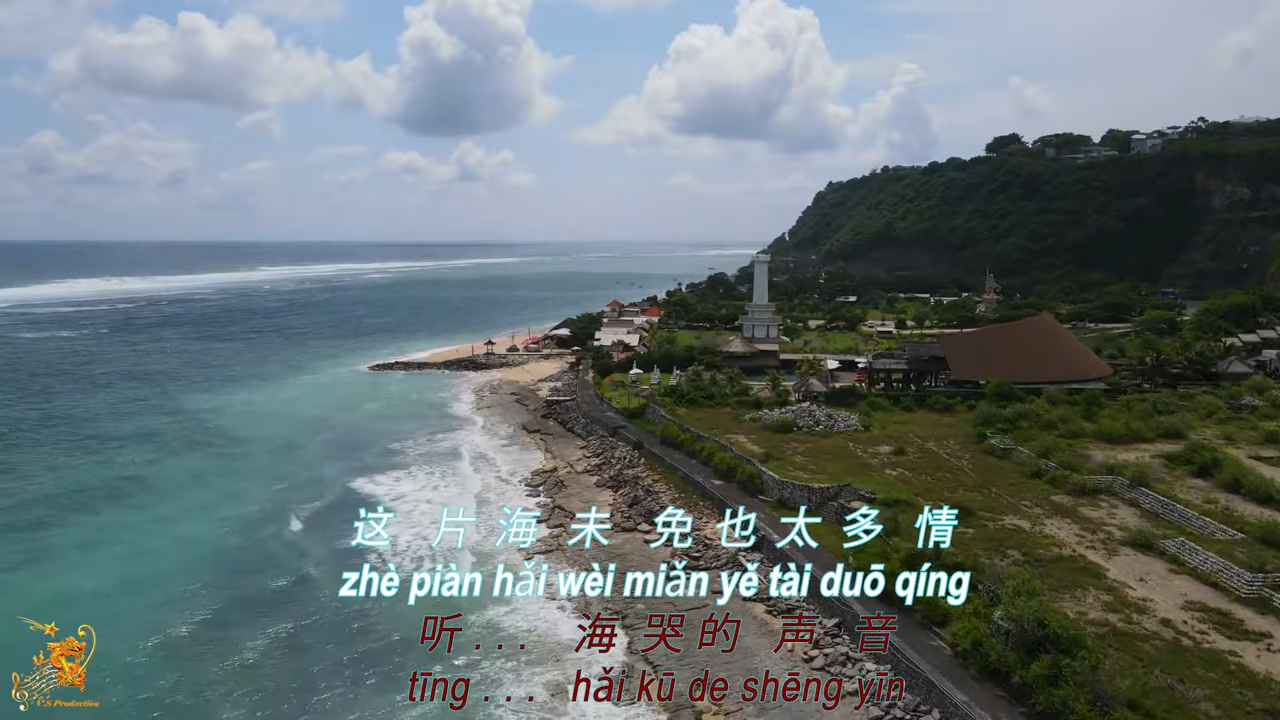 这 片 海 未 免 也 太 多 情
zhè piàn hǎi wèi miǎn yě tài duō qíng
听... 海 哭 的 声 音
tīng ... hǎi kū de shēng yīn
V-S Production